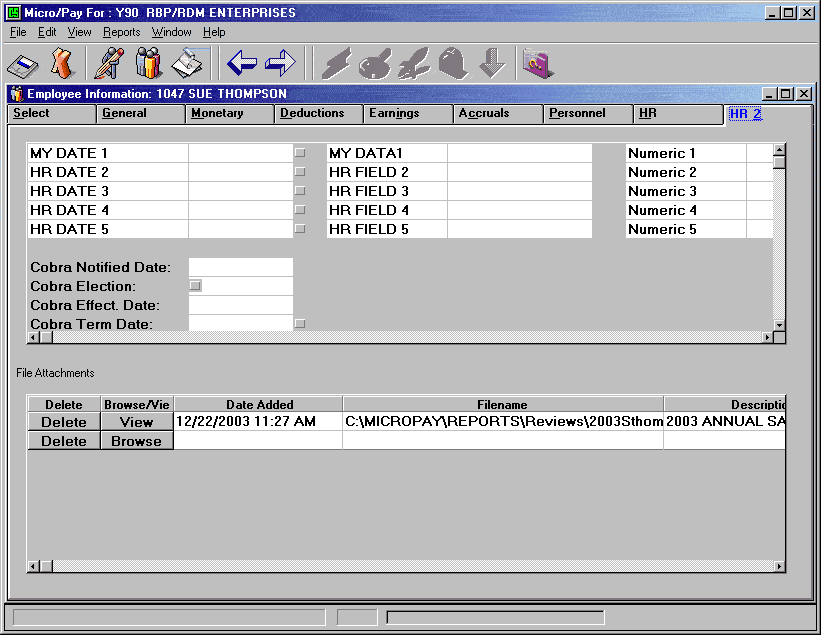 Micro/Pay For : Y90 RBP/RDM ENTERPRISES
File Edit View Reports Window Help
Employee Information: 1047 SUE THOMPSON
Select General Monetary Deductions Earnings Accruals Personnel HR HR 2
MY DATE 1 MY DATA1 Numeric 1
HR DATE 2 HR FIELD 2 Numeric 2
HR DATE 3 HR FIELD 3 Numeric 3
HR DATE 4 HR FIELD 4 Numeric 4
HR DATE 5 HR FIELD 5 Numeric 5
Cobra Notified Date:
Cobra Election:
Cobra Effect. Date:
Cobra Term Date:
File Attachments
Delete Browse/Vie Date Added Filename Descriptic
Delete View 12/22/2003 11:27 AM C:\MICROPAY\REPORTS\Reviews\2003Sthom 2003 ANNUAL SA
Delete Browse